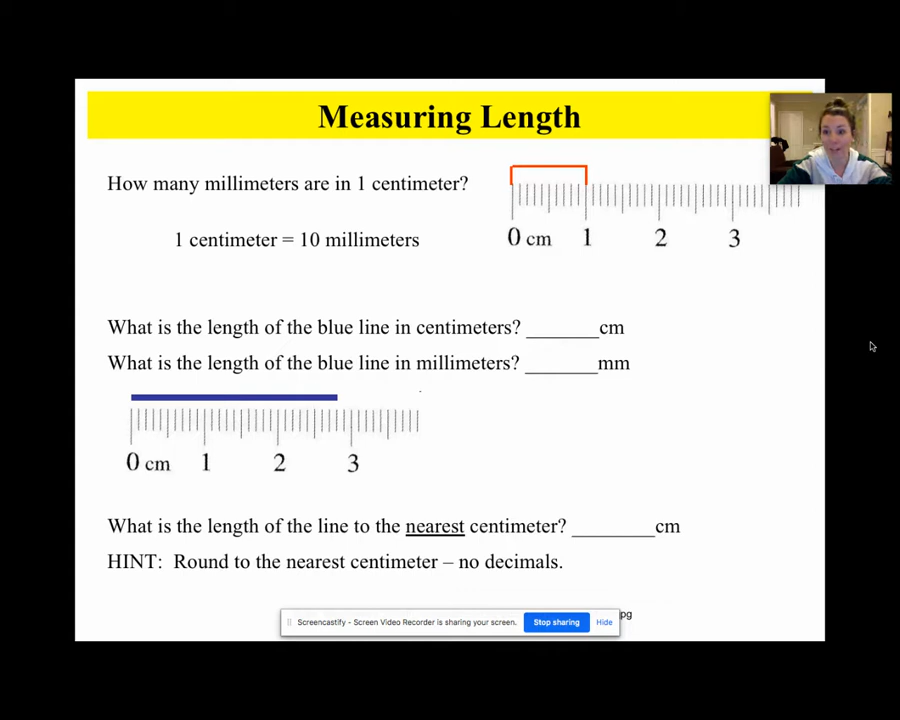 Measuring Length
How many millimeters are in 1 centimeter?
1 centimeter = 10 millimeters
0 cm 1 2 3
What is the length of the blue line in centimeters? _______cm
What is the length of the blue line in millimeters? _______mm
0 cm 1 2 3
What is the length of the line to the nearest centimeter? ________cm
HINT: Round to the nearest centimeter – no decimals.
pg
Screencastify - Screen Video Recorder is sharing your screen. Stop sharing Hide